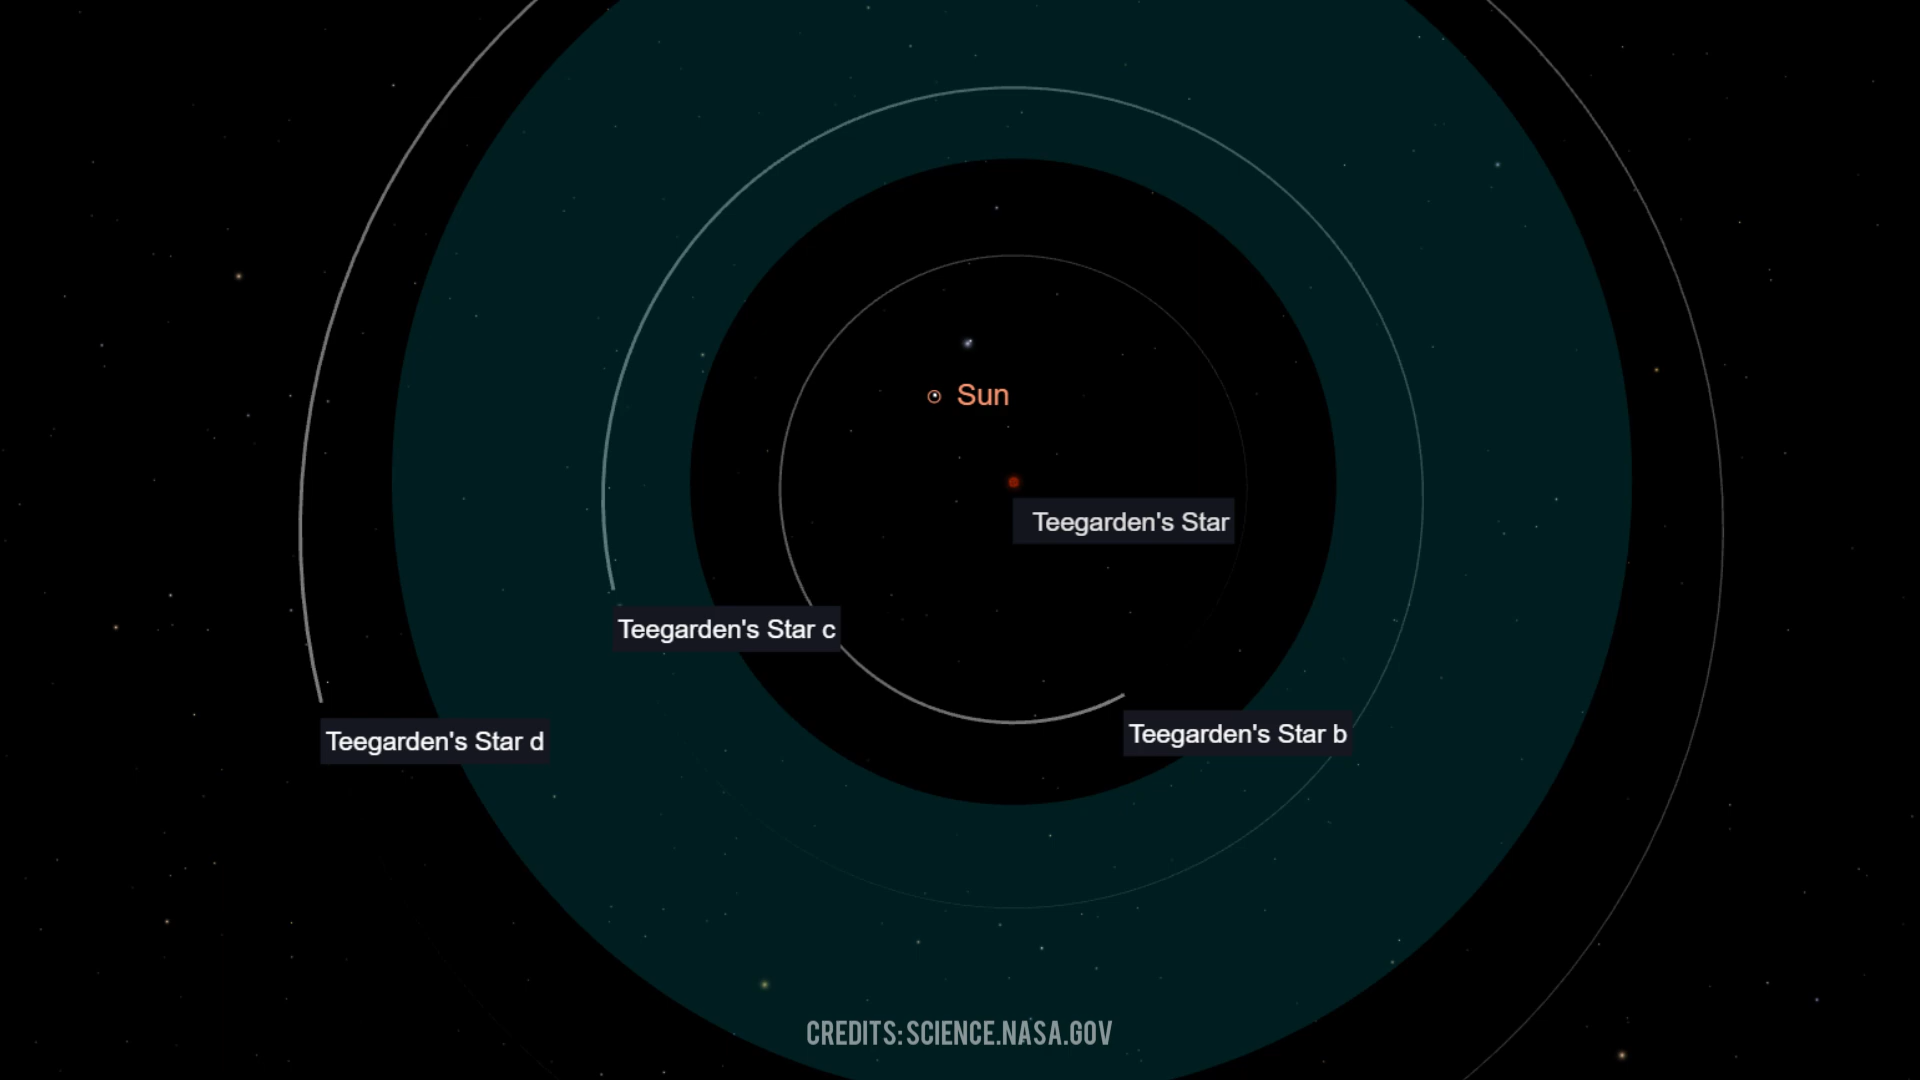 Sun
Teegarden's Star
Teegarden's Star c
Teegarden's Star b
Teegarden's Star d
CREDITS: SCIENCE.NASA.GOV